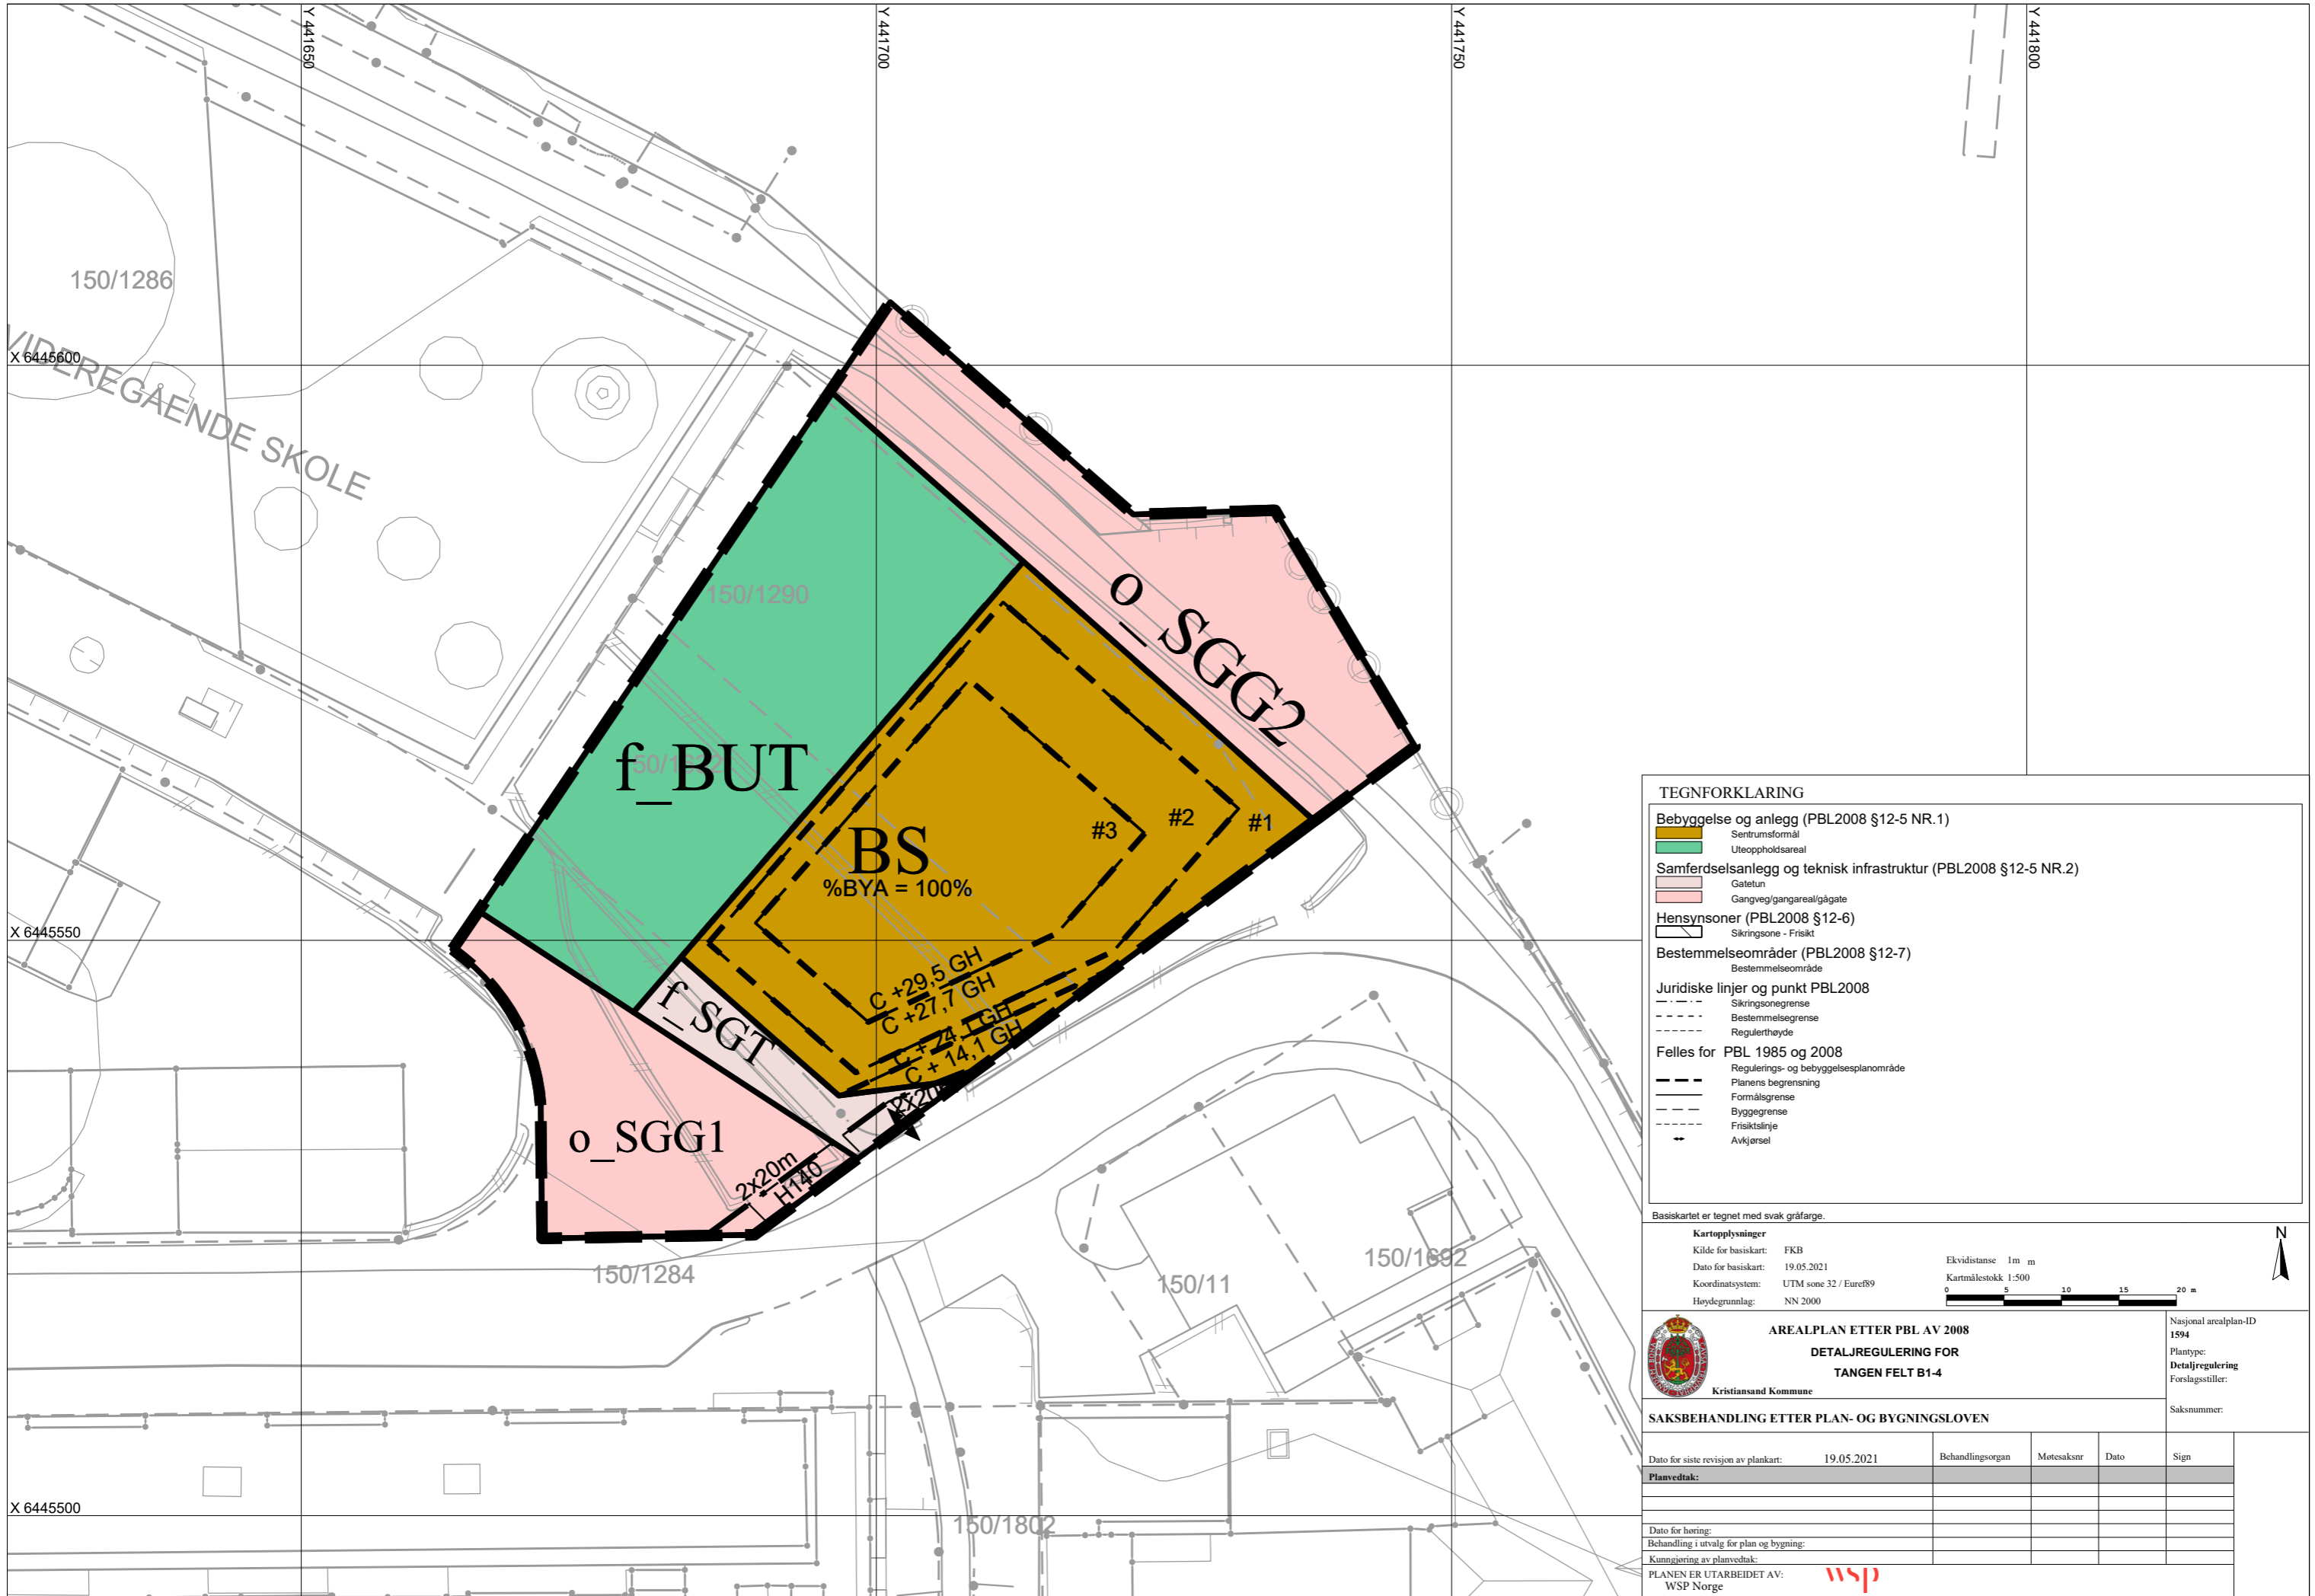 Y 441650
Y 441700
Y 441750
Y 441800
150/1286
X 6445600
VIDEREGÅENDE SKOLE
150/1290
o_SGG2
f_BUT
#3
#2
#1
BS
%BYA = 100%
X 6445550
C +29,5 GH
C +27,7 GH
C + 24,1 GH
C + 14,1 GH
f_SGT
2x20
o_SGG1
2x20m
H140
150/1284
150/11
150/1692
X 6445500
150/1802
TEGNFORKLARING
Bebyggelse og anlegg (PBL2008 §12-5 NR.1)
Sentrumsformål
Uteoppholdsareal
Samferdselsanlegg og teknisk infrastruktur (PBL2008 §12-5 NR.2)
Gatetun
Gangveg/gangareal/gågate
Hensynsoner (PBL2008 §12-6)
Sikringsone - Frisikt
Bestemmelseområder (PBL2008 §12-7)
Bestemmelseområde
Juridiske linjer og punkt PBL2008
Sikringsonegrense
Bestemmelsegrense
Regulerthøyde
Felles for PBL 1985 og 2008
Regulerings- og bebyggelsesplanområde
Planens begrensning
Formålsgrense
Byggegrense
Frisiktslinje
Avkjørsel
Basiskartet er tegnet med svak gråfarge.
Kartopplysninger
Kilde for basiskart: FKB
Dato for basiskart: 19.05.2021
Koordinatsystem: UTM sone 32 / Euref89
Høydegrunnlag: NN 2000
Ekvidistanse 1m m
Kartmålestokk 1:500
0 5 10 15 20 m
N
AREALPLAN ETTER PBL AV 2008
DETALJREGULERING FOR
TANGEN FELT B1-4
Kristiansand Kommune
Nasjonal arealplan-ID
1594
Plantype:
Detaljregulering
Forslagsstiller:
Saksnummer:
SAKSBEHANDLING ETTER PLAN- OG BYGNINGSLOVEN
Dato for siste revisjon av plankart: 19.05.2021 Behandlingsorgan Møtesaksnr Dato Sign
Planvedtak:
Dato for høring:
Behandling i utvalg for plan og bygning:
Kunngjøring av planvedtak:
PLANEN ER UTARBEIDET AV:
WSP Norge
wsp